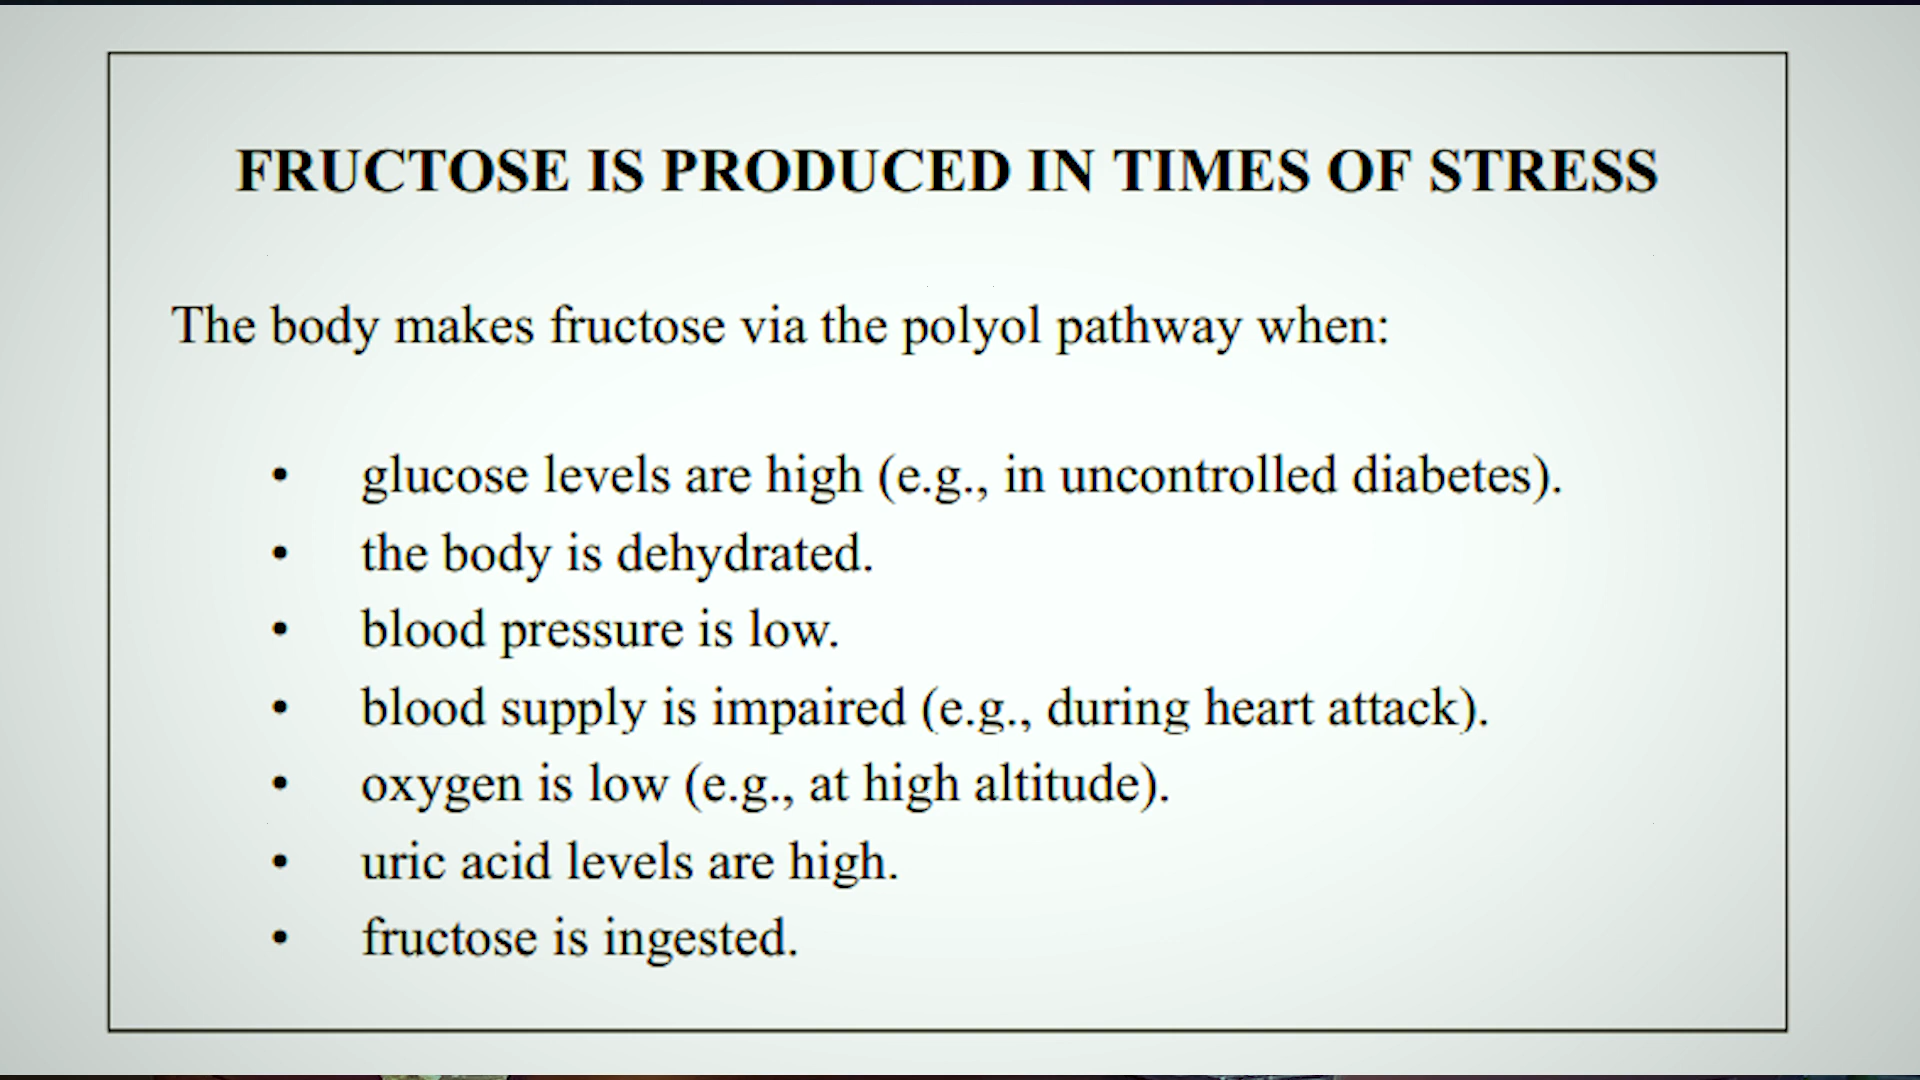 FRUCTOSE IS PRODUCED IN TIMES OF STRESS
The body makes fructose via the polyol pathway when:
• glucose levels are high (e.g., in uncontrolled diabetes).
• the body is dehydrated.
• blood pressure is low.
• blood supply is impaired (e.g., during heart attack).
• oxygen is low (e.g., at high altitude).
• uric acid levels are high.
• fructose is ingested.